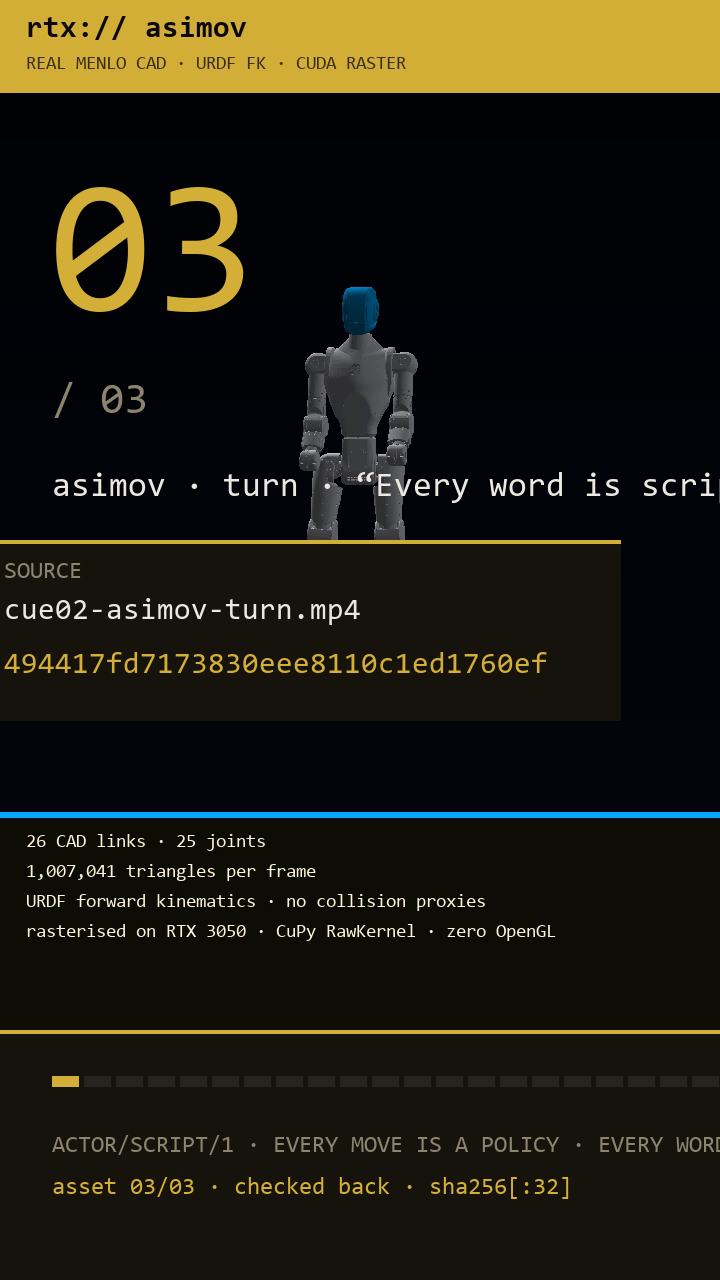 rtx:// asimov
REAL MENLO CAD · URDF FK · CUDA RASTER
03
/ 03
asimov · turn · “Every word is scrip
SOURCE
cue02-asimov-turn.mp4
494417fd7173830eee8110c1ed1760ef
26 CAD links · 25 joints
1,007,041 triangles per frame
URDF forward kinematics · no collision proxies
rasterised on RTX 3050 · CuPy RawKernel · zero OpenGL
ACTOR/SCRIPT/1 · EVERY MOVE IS A POLICY · EVERY WORD
asset 03/03 · checked back · sha256[:32]